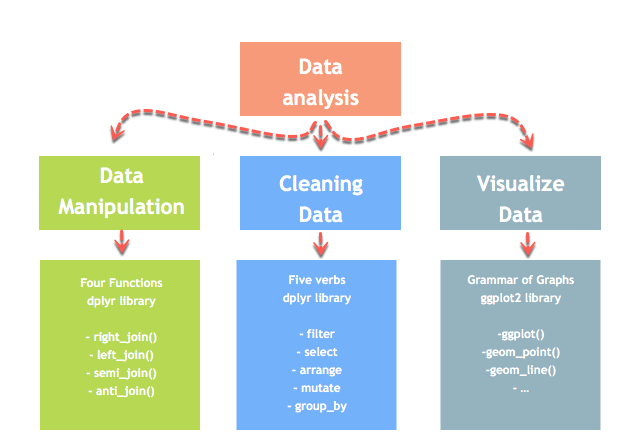 Data
analysis
Data
Manipulation
Cleaning
Data
Visualize
Data
Four Functions
dplyr library
- right_join()
- left_join()
- semi_join()
- anti_join()
Five verbs
dplyr library
- filter
- select
- arrange
- mutate
- group_by
Grammar of Graphs
ggplot2 library
-ggplot()
-geom_point()
-geom_line()
- ...